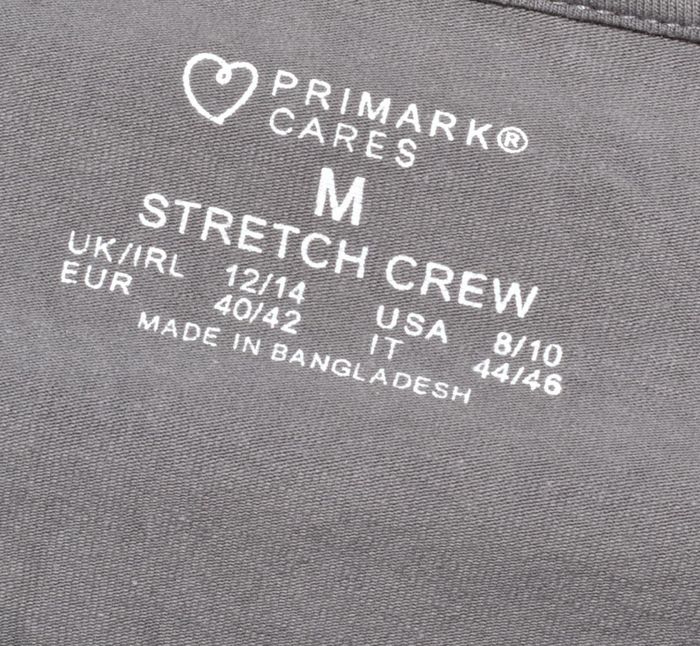 PRIMARK®
CARES
M
STRETCH CREW
UK/IRL 12/14 USA 8/10
EUR 40/42 IT 44/46
MADE IN BANGLADESH